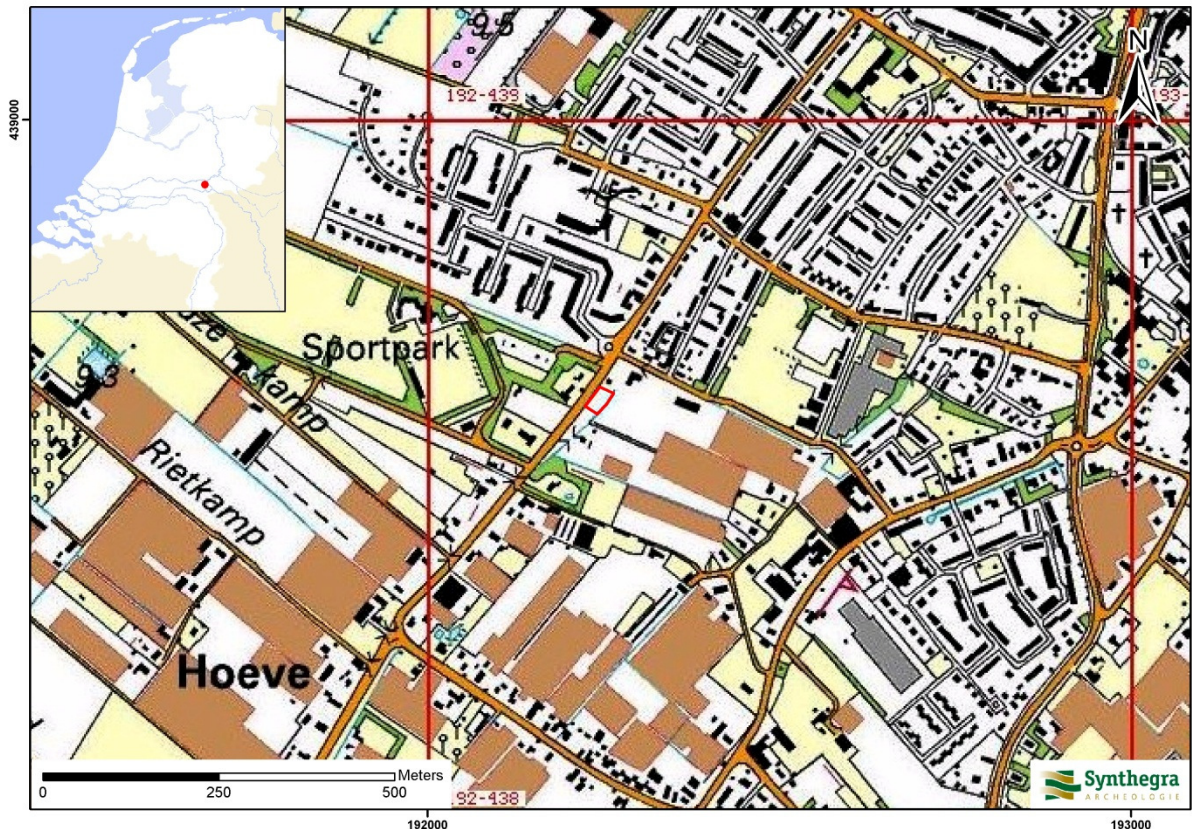 9.5
192-439
N
193-
439000
Sportpark
kamp
9.3
Rietkamp
Hoeve
Meters
0 250 500
92-438
Synthegra
ARCHEOLOGIE
192000 193000